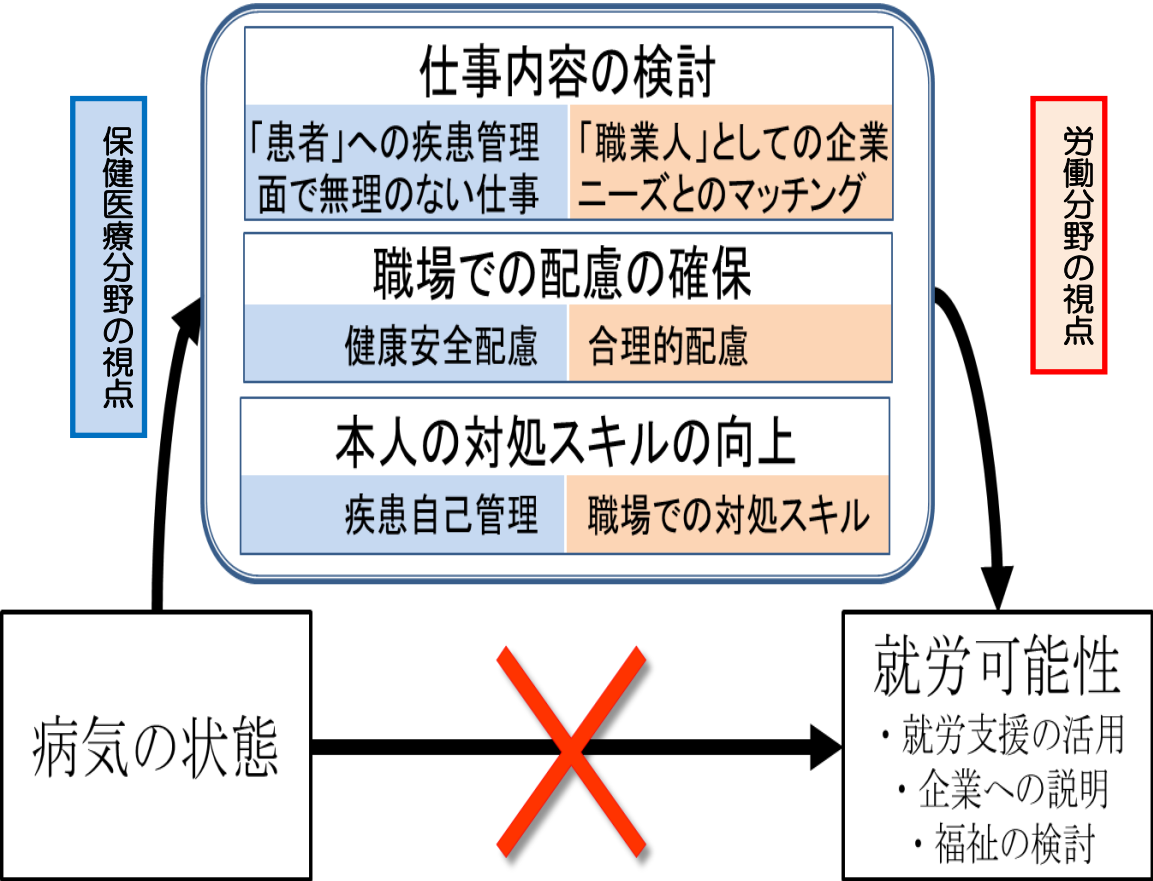 仕事内容の検討
「患者」への疾患管理
面で無理のない仕事
「職業人」としての企業
ニーズとのマッチング
職場での配慮の確保
健康安全配慮
合理的配慮
本人の対処スキルの向上
疾患自己管理
職場での対処スキル
保健医療分野の視点
労働分野の視点
病気の状態
就労可能性
・就労支援の活用
・企業への説明
・福祉の検討